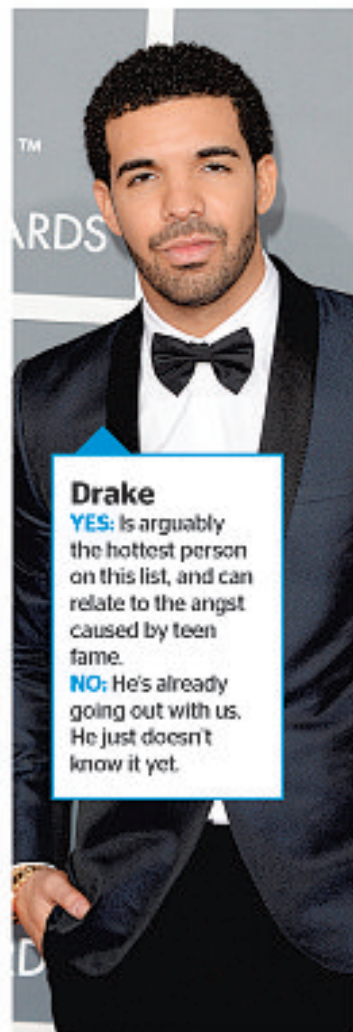 TM
ARDS
Drake
YES: Is arguably
the hottest person
on this list, and can
relate to the angst
caused by teen
fame.
NO: He's already
going out with us.
He just doesn't
know it yet.
RD